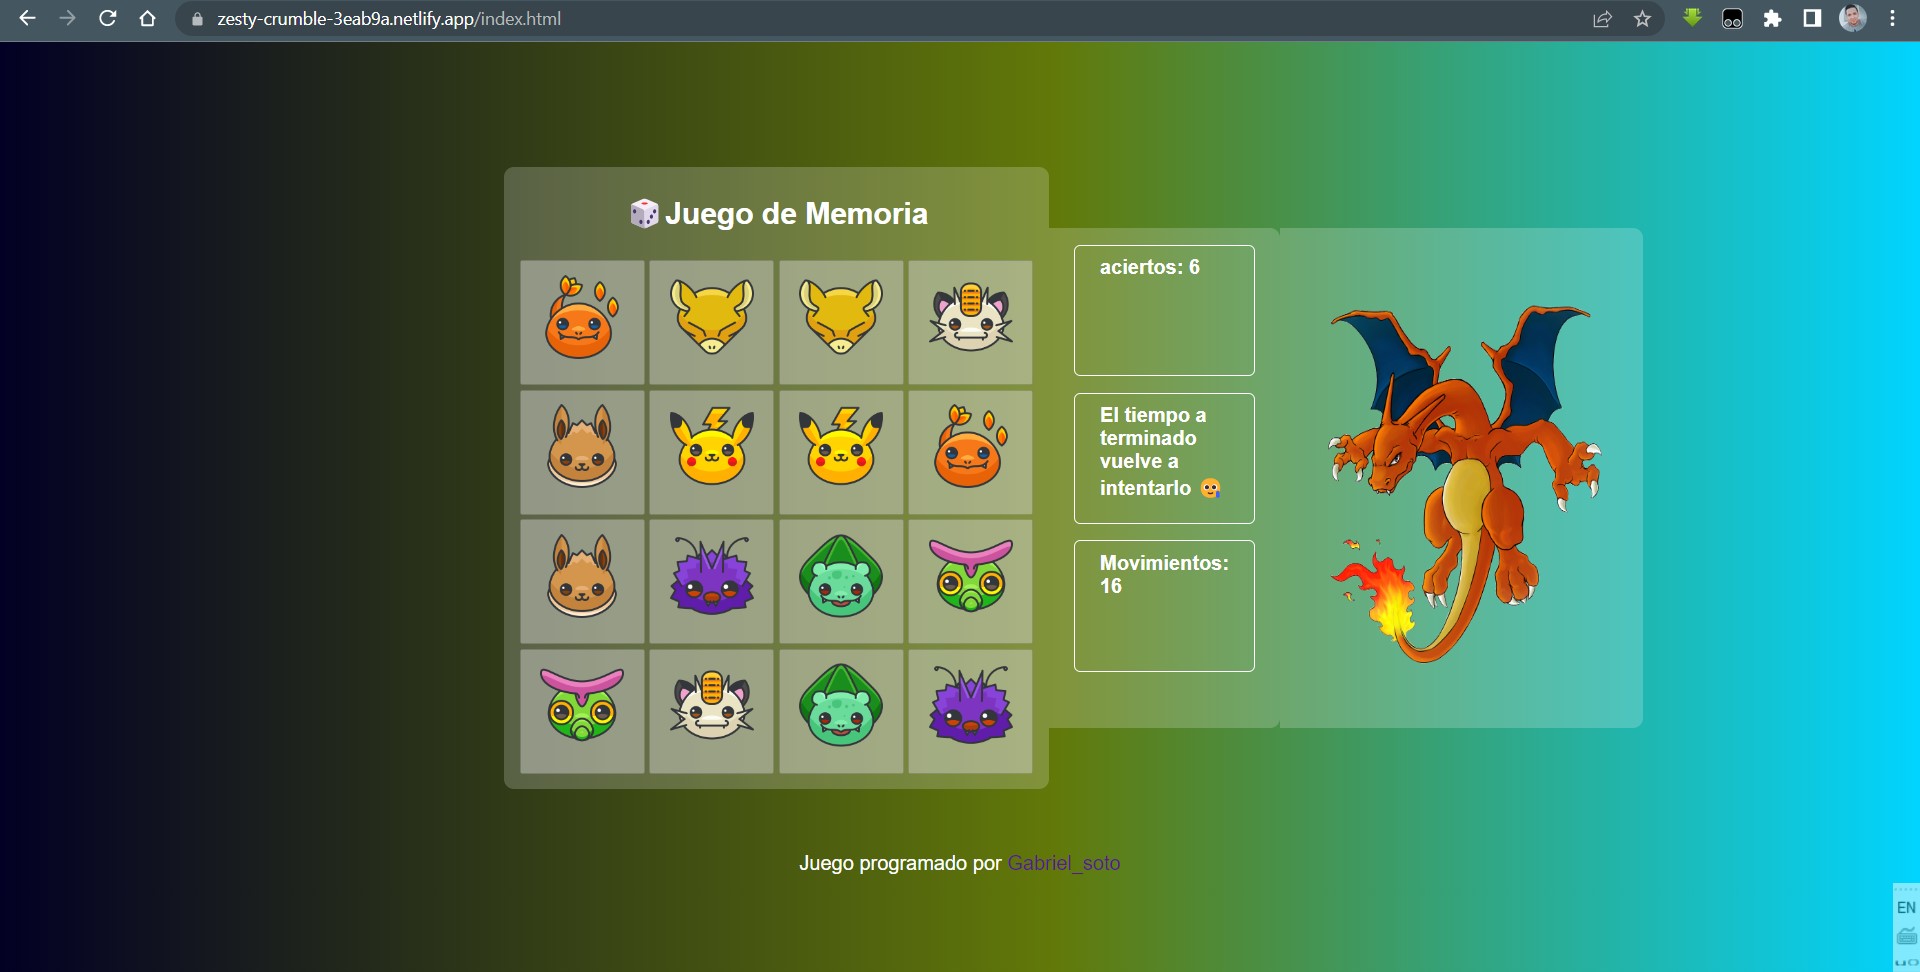 zesty-crumble-3eab9a.netlify.app/index.html
Juego de Memoria
aciertos: 6
El tiempo a
terminado
vuelve a
intentarlo 😥
Movimientos:
16
Juego programado por Gabriel_soto
EN